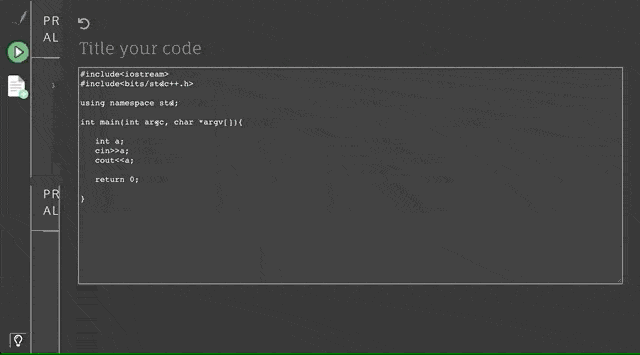 PR
AL
Title your code
#include<iostream>
#include<bits/stdc++.h>
using namespace std;
int main(int argc, char *argv[]){
int a;
cin>>a;
cout<<a;
return 0;
}
PR
AL